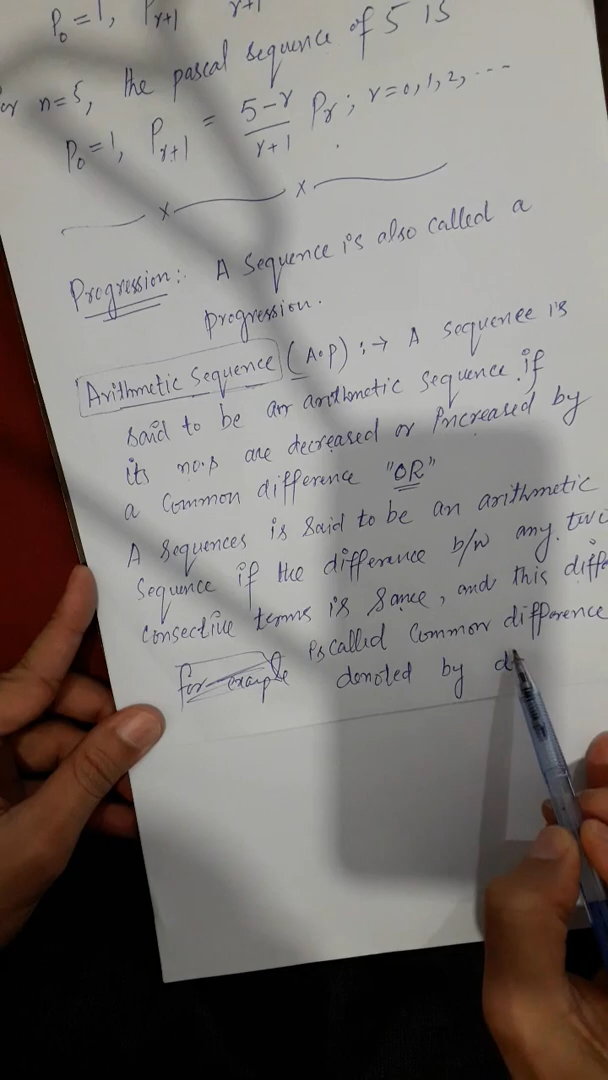 P₀ = 1, Pᵣ₊₁ r+1
n=5, the pascal sequence of 5 is
P₀ = 1, Pᵣ₊₁ = (5-r)/(r+1) Pᵣ ; r = 0, 1, 2, ...
Progression:. A Sequence is also called a
progression.
Arithmetic Sequence (A.P) :→ A sequence is
said to be an arithmetic sequence if
its no.s are decreased or increased by
a Common difference "OR"
A sequences is said to be an arithmetic
Sequence if the difference b/w any two
consective terms is same, and this diffe
is called Common difference
for example denoted by d